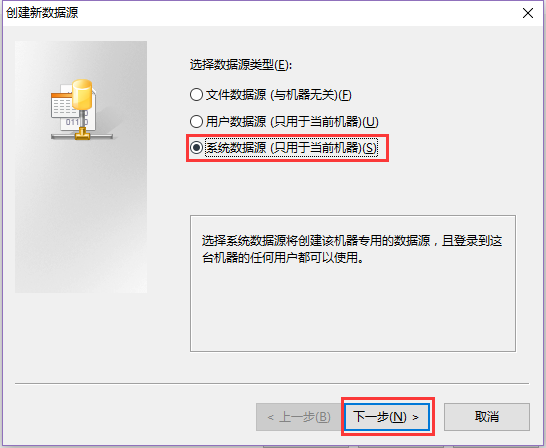 创建新数据源
选择数据源类型(E):
文件数据源 (与机器无关)(F)
用户数据源 (只用于当前机器)(U)
系统数据源 (只用于当前机器)(S)
选择系统数据源将创建该机器专用的数据源，且登录到这
台机器的任何用户都可以使用。
< 上一步(B)
下一步(N) >
取消